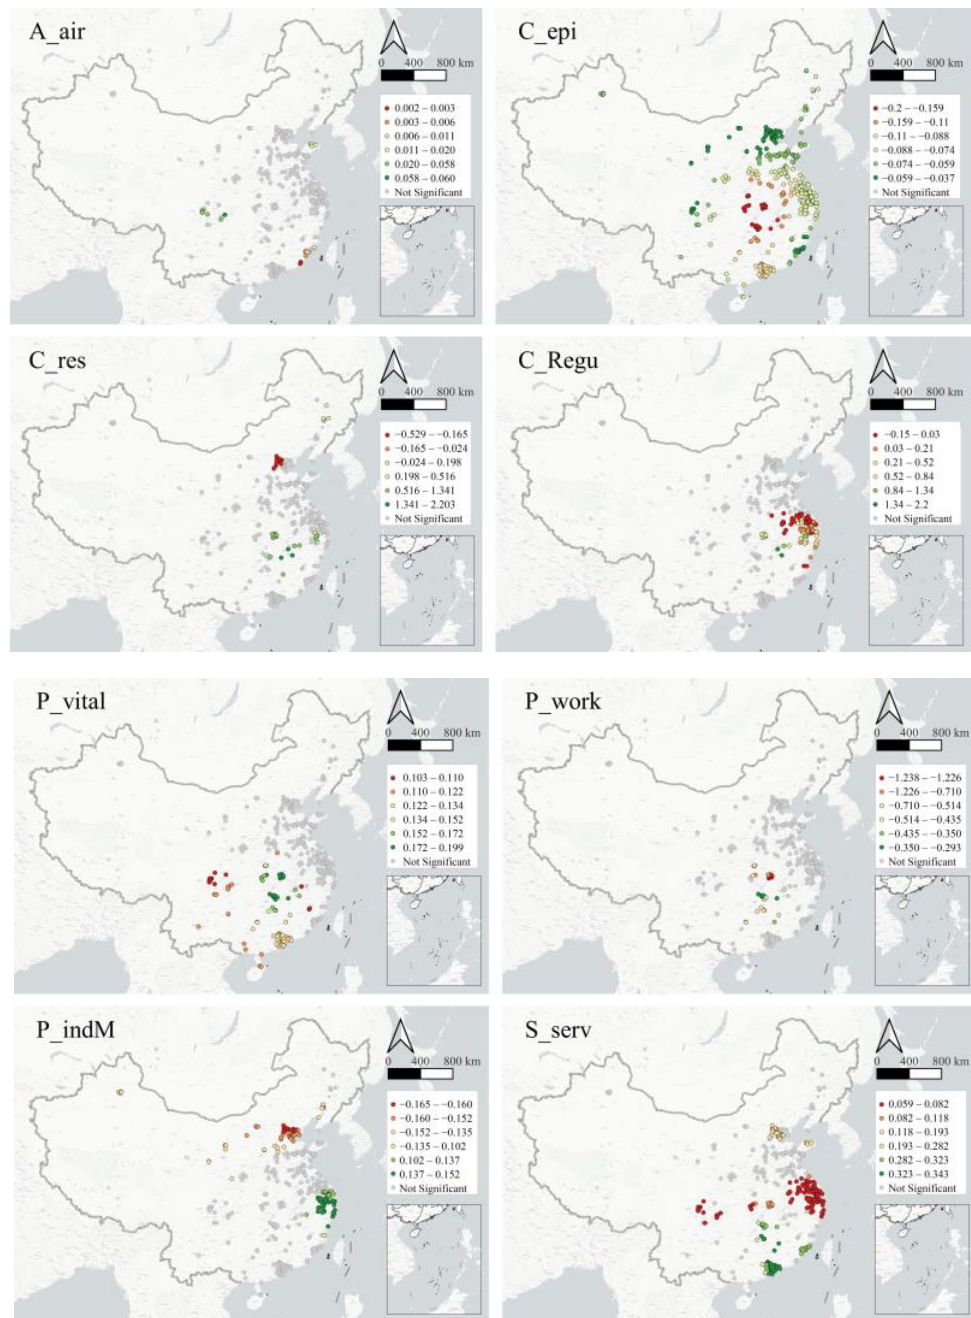 A_air
0 400 800 km
0.002 – 0.003
0.003 – 0.006
0.006 – 0.011
0.011 – 0.020
0.020 – 0.058
0.058 – 0.060
Not Significant
C_epi
0 400 800 km
−0.2 – −0.159
−0.159 – −0.11
−0.11 – −0.088
−0.088 – −0.074
−0.074 – −0.059
−0.059 – −0.037
Not Significant
C_res
0 400 800 km
−0.529 – −0.165
−0.165 – −0.024
−0.024 – 0.198
0.198 – 0.516
0.516 – 1.341
1.341 – 2.203
Not Significant
C_Regu
0 400 800 km
−0.15 – 0.03
0.03 – 0.21
0.21 – 0.52
0.52 – 0.84
0.84 – 1.34
1.34 – 2.2
Not Significant
P_vital
0 400 800 km
0.103 – 0.110
0.110 – 0.122
0.122 – 0.134
0.134 – 0.152
0.152 – 0.172
0.172 – 0.199
Not Significant
P_work
0 400 800 km
−1.238 – −1.226
−1.226 – −0.710
−0.710 – −0.514
−0.514 – −0.435
−0.435 – −0.350
−0.350 – −0.293
Not Significant
P_indM
0 400 800 km
−0.165 – −0.160
−0.160 – −0.152
−0.152 – −0.135
−0.135 – 0.102
0.102 – 0.137
0.137 – 0.152
Not Significant
S_serv
0 400 800 km
0.059 – 0.082
0.082 – 0.118
0.118 – 0.193
0.193 – 0.282
0.282 – 0.323
0.323 – 0.343
Not Significant